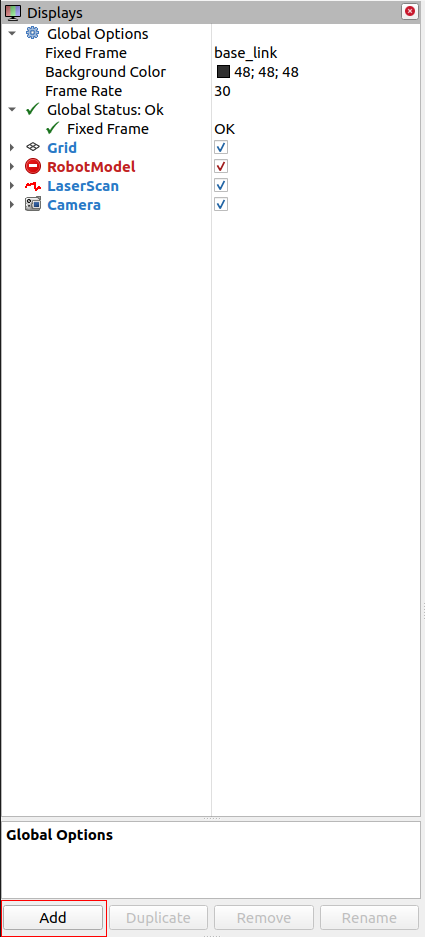 Displays
Global Options
Fixed Frame base_link
Background Color 48; 48; 48
Frame Rate 30
Global Status: Ok
Fixed Frame OK
Grid
RobotModel
LaserScan
Camera
Global Options
Add Duplicate Remove Rename